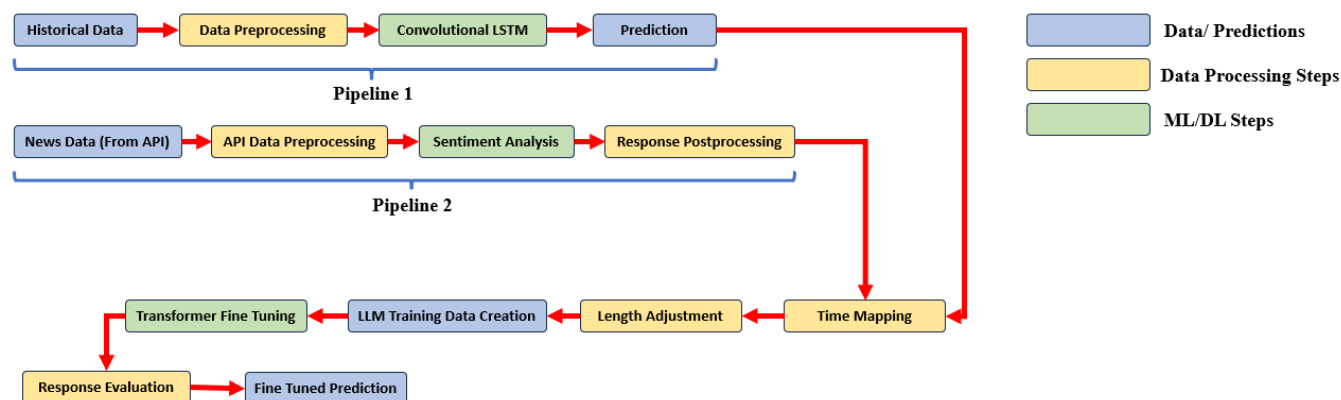 Historical Data
Data Preprocessing
Convolutional LSTM
Prediction
Pipeline 1
News Data (From API)
API Data Preprocessing
Sentiment Analysis
Response Postprocessing
Pipeline 2
Transformer Fine Tuning
LLM Training Data Creation
Length Adjustment
Time Mapping
Response Evaluation
Fine Tuned Prediction
Data/ Predictions
Data Processing Steps
ML/DL Steps